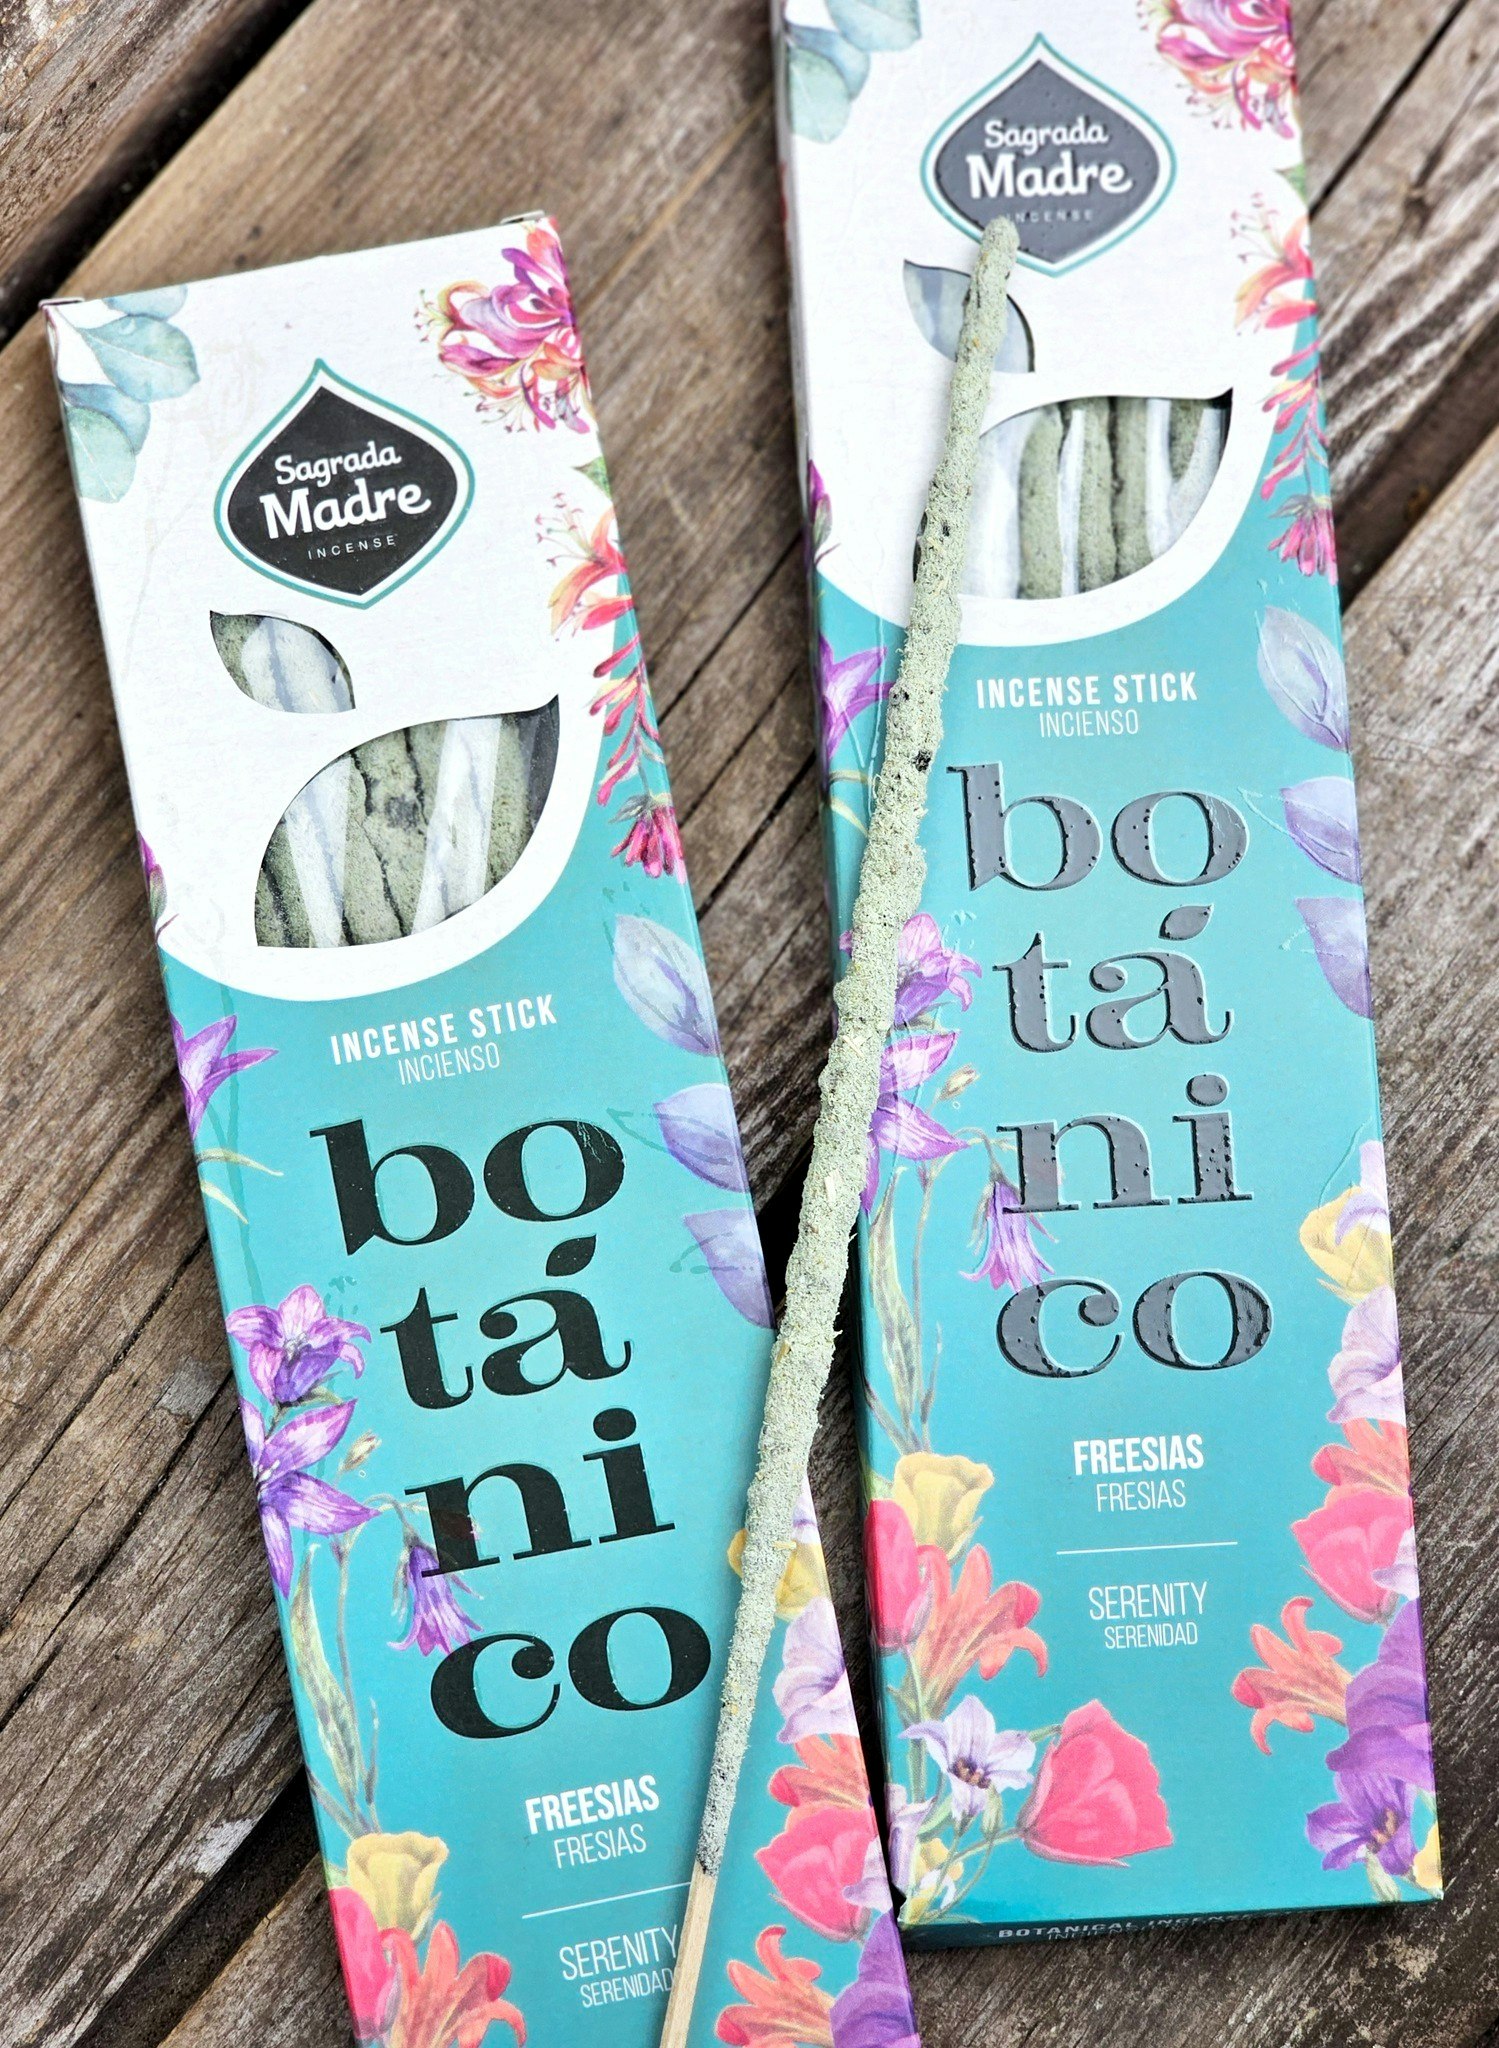 Sagrada
Madre
INCENSE
INCENSE STICK
INCIENSO
bo
tá
ni
co
FREESIAS
FRESIAS
SERENITY
SERENIDAD
Sagrada
Madre
INCENSE
INCENSE STICK
INCIENSO
bo
tá
ni
co
FREESIAS
FRESIAS
SERENITY
SERENIDAD
BOTANICAL